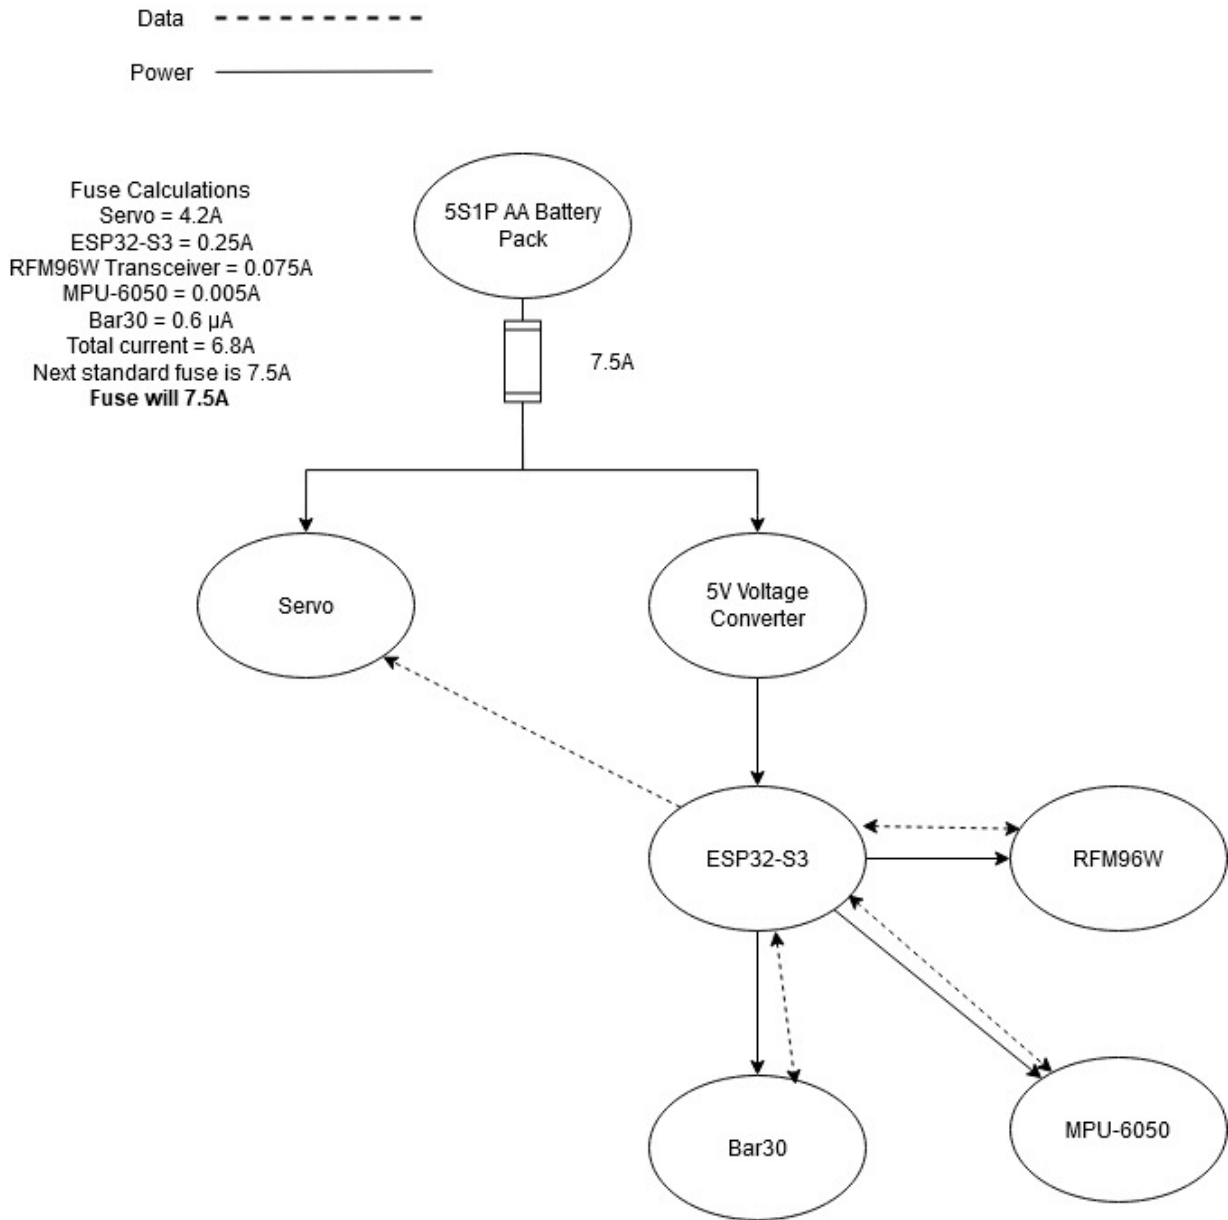 Data
Power
Fuse Calculations
Servo = 4.2A
ESP32-S3 = 0.25A
RFM96W Transceiver = 0.075A
MPU-6050 = 0.005A
Bar30 = 0.6 μA
Total current = 6.8A
Next standard fuse is 7.5A
Fuse will 7.5A
5S1P AA Battery
Pack
7.5A
Servo
5V Voltage
Converter
ESP32-S3
RFM96W
Bar30
MPU-6050